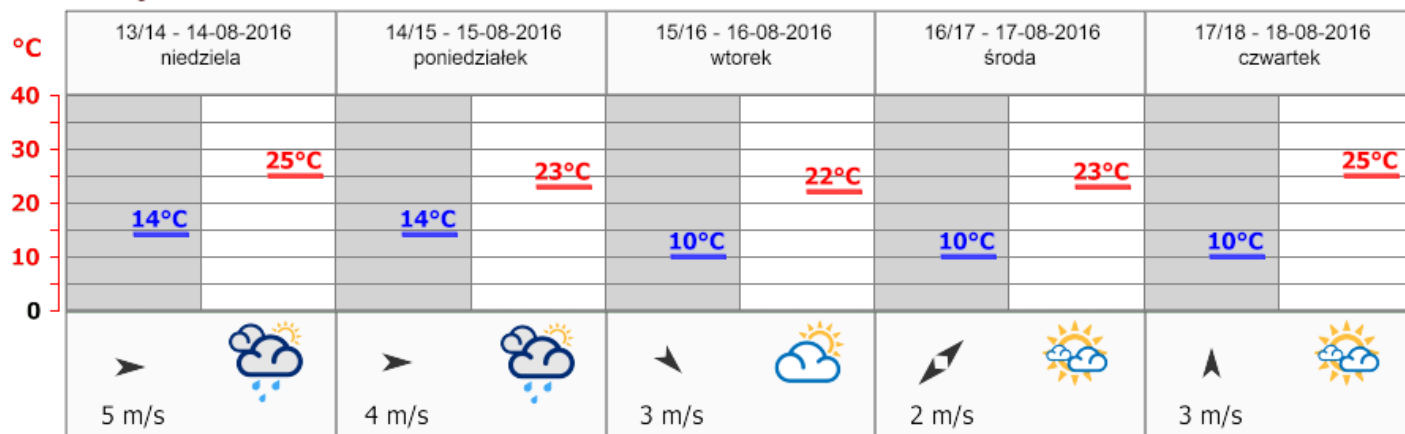 13/14 - 14-08-2016
niedziela
14/15 - 15-08-2016
poniedziałek
15/16 - 16-08-2016
wtorek
16/17 - 17-08-2016
środa
17/18 - 18-08-2016
czwartek
°C
40
30
20
10
0
25°C
23°C
22°C
23°C
25°C
14°C
14°C
10°C
10°C
10°C
5 m/s
4 m/s
3 m/s
2 m/s
3 m/s